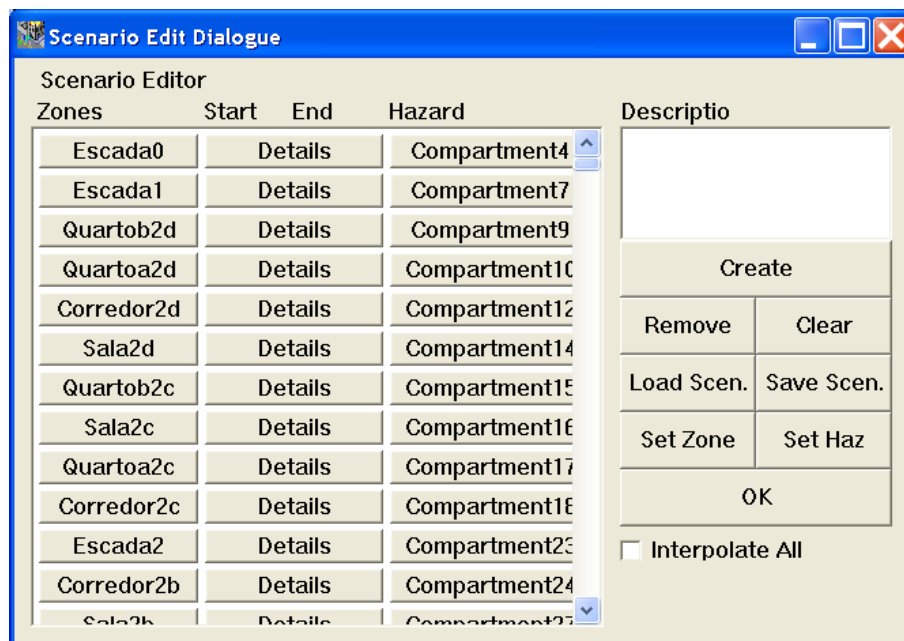 Scenario Edit Dialogue
Scenario Editor
Zones Start End Hazard Descriptio
Escada0 Details Compartment4
Escada1 Details Compartment7
Quartob2d Details Compartment9
Quartoa2d Details Compartment10
Corredor2d Details Compartment12
Sala2d Details Compartment14
Quartob2c Details Compartment15
Sala2c Details Compartment16
Quartoa2c Details Compartment17
Corredor2c Details Compartment18
Escada2 Details Compartment23
Corredor2b Details Compartment24
Sala2b Details Compartment27
Create
Remove Clear
Load Scen. Save Scen.
Set Zone Set Haz
OK
Interpolate All